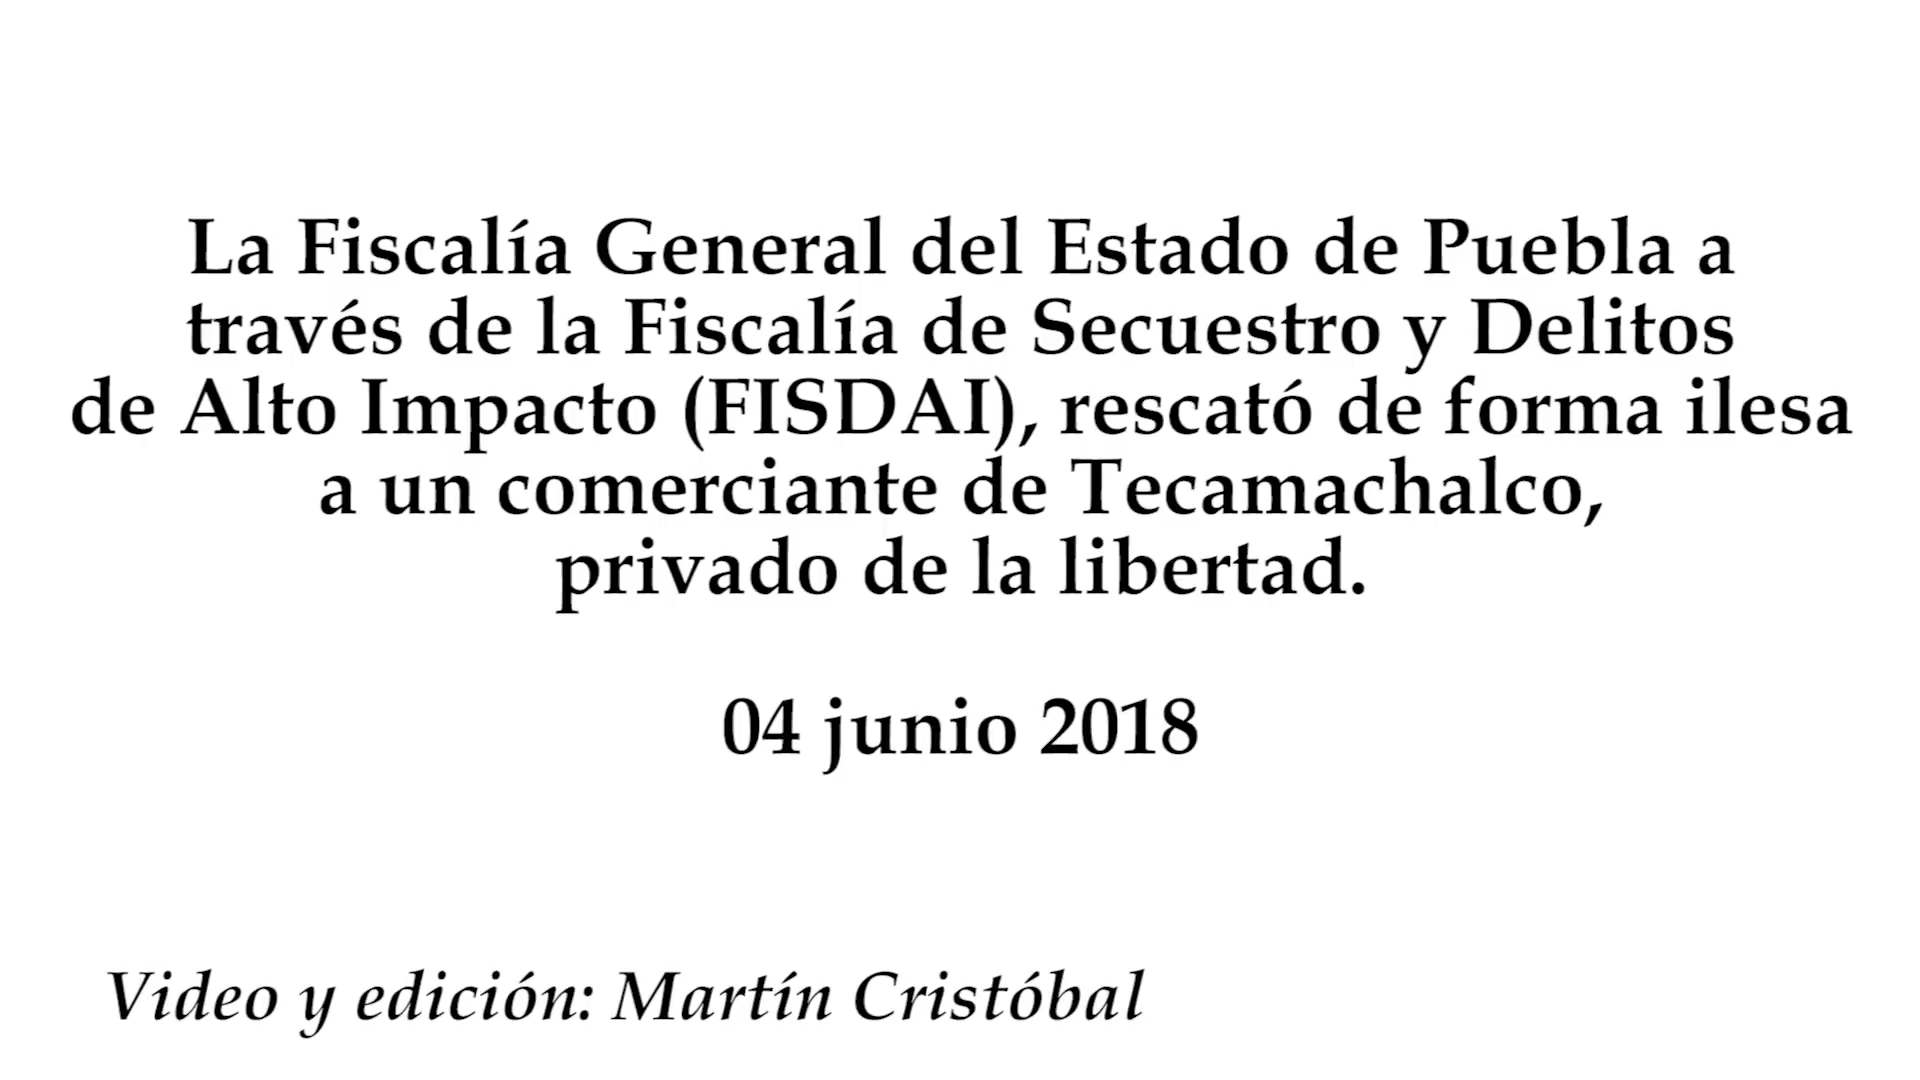 La Fiscalía General del Estado de Puebla a
través de la Fiscalía de Secuestro y Delitos
de Alto Impacto (FISDAI), rescató de forma ilesa
a un comerciante de Tecamachalco,
privado de la libertad.
04 junio 2018
Video y edición: Martín Cristóbal